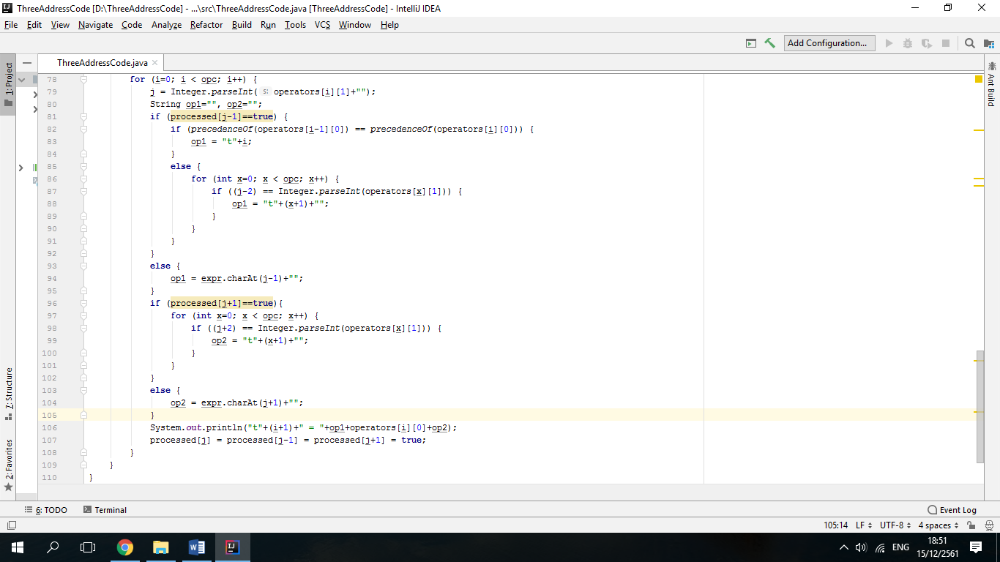 ThreeAddressCode [D:\ThreeAddressCode] - ...\src\ThreeAddressCode.java [ThreeAddressCode] - IntelliJ IDEA
File Edit View Navigate Code Analyze Refactor Build Run Tools VCS Window Help
Add Configuration...
ThreeAddressCode.java
1: Project
7: Structure
2: Favorites
Ant Build
78 for (i=0; i < opc; i++) {
79 j = Integer.parseInt( s: operators[i][1]+"");
80 String op1="", op2="";
81 if (processed[j-1]==true) {
82 if (precedenceOf(operators[i-1][0]) == precedenceOf(operators[i][0])) {
83 op1 = "t"+i;
84 }
85 else {
86 for (int x=0; x < opc; x++) {
87 if ((j-2) == Integer.parseInt(operators[x][1])) {
88 op1 = "t"+(x+1)+"";
89 }
90 }
91 }
92 }
93 else {
94 op1 = expr.charAt(j-1)+"";
95 }
96 if (processed[j+1]==true){
97 for (int x=0; x < opc; x++) {
98 if ((j+2) == Integer.parseInt(operators[x][1])) {
99 op2 = "t"+(x+1)+"";
100 }
101 }
102 }
103 else {
104 op2 = expr.charAt(j+1)+"";
105 }
106 System.out.println("t"+(i+1)+" = "+op1+operators[i][0]+op2);
107 processed[j] = processed[j-1] = processed[j+1] = true;
108 }
109 }
110 }
6: TODO Terminal Event Log
105:14 LF UTF-8 4 spaces
ENG
18:51
15/12/2561